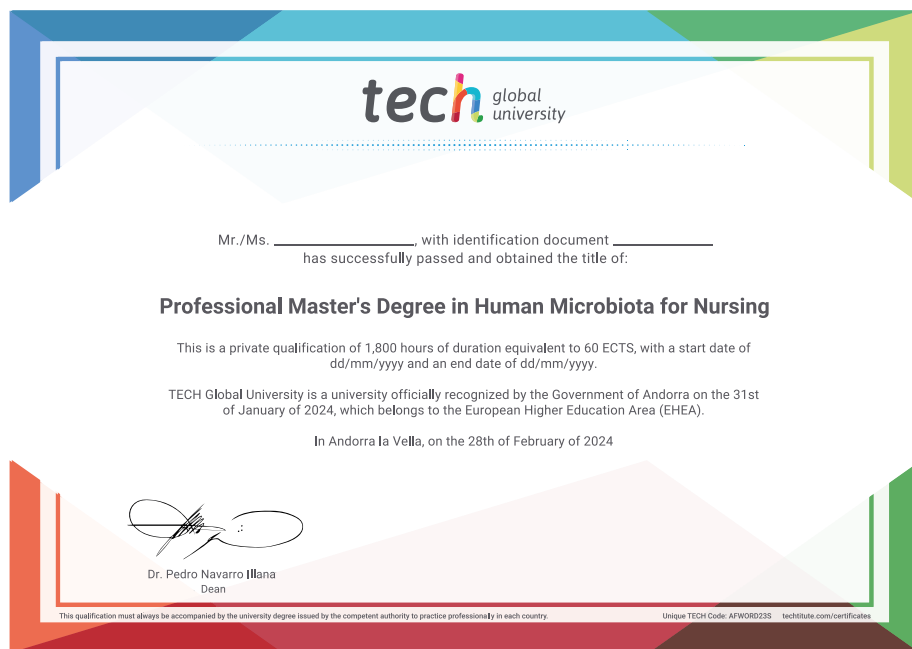 tech global university
Mr./Ms. ____________________, with identification document ______________
has successfully passed and obtained the title of:
Professional Master's Degree in Human Microbiota for Nursing
This is a private qualification of 1,800 hours of duration equivalent to 60 ECTS, with a start date of
dd/mm/yyyy and an end date of dd/mm/yyyy.
TECH Global University is a university officially recognized by the Government of Andorra on the 31st
of January of 2024, which belongs to the European Higher Education Area (EHEA).
In Andorra la Vella, on the 28th of February of 2024
Dr. Pedro Navarro Illana
Dean
This qualification must always be accompanied by the university degree issued by the competent authority to practice professionally in each country.
Unique TECH Code: AFWORD23S techtitute.com/certificates